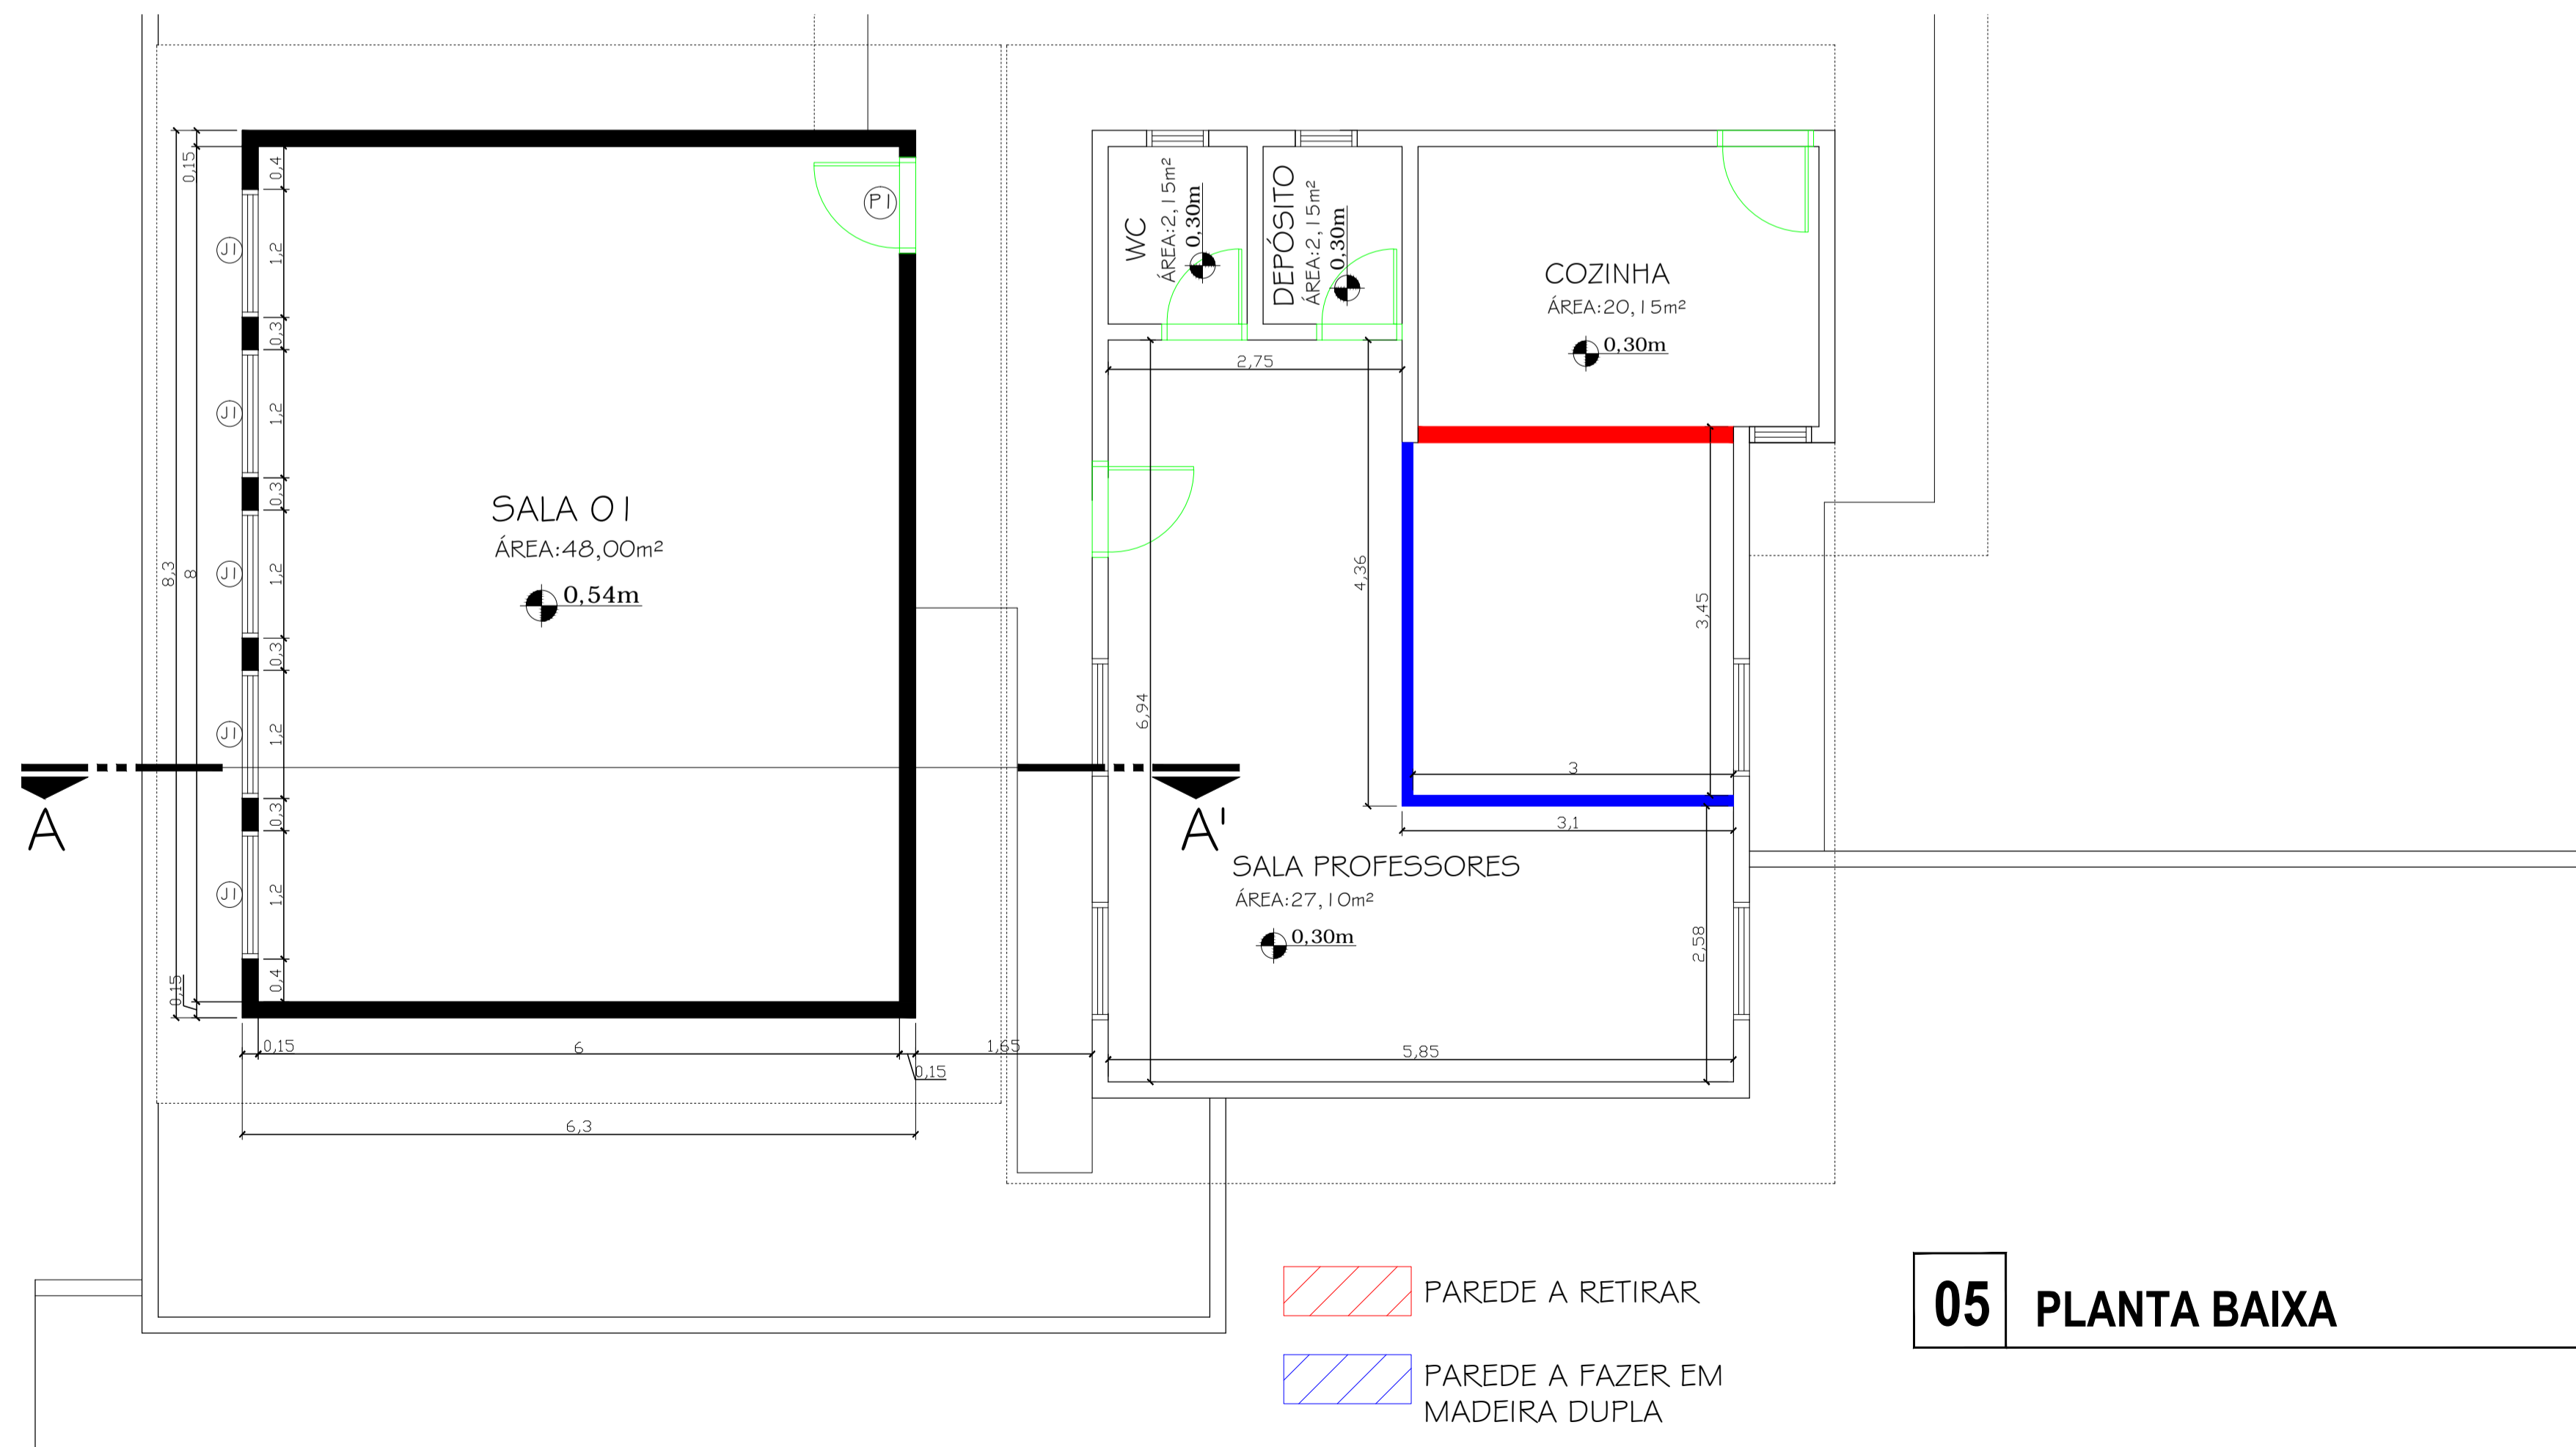 0,15
0,4
1,2
0,3
1,2
0,3
1,2
0,3
1,2
0,3
1,2
0,4
8,3
8
0,15
J1
J1
J1
J1
J1
P1
SALA 01
ÁREA:48,00m²
0,54m
A
0,15
6
0,15
1,65
6,3
WC
ÁREA:2,15m²
0,30m
DEPÓSITO
ÁREA:2,15m²
0,30m
COZINHA
ÁREA:20,15m²
0,30m
2,75
4,36
6,94
3,45
3
3,1
A'
SALA PROFESSORES
ÁREA:27,10m²
0,30m
2,58
5,85
PAREDE A RETIRAR
PAREDE A FAZER EM
MADEIRA DUPLA
05 PLANTA BAIXA